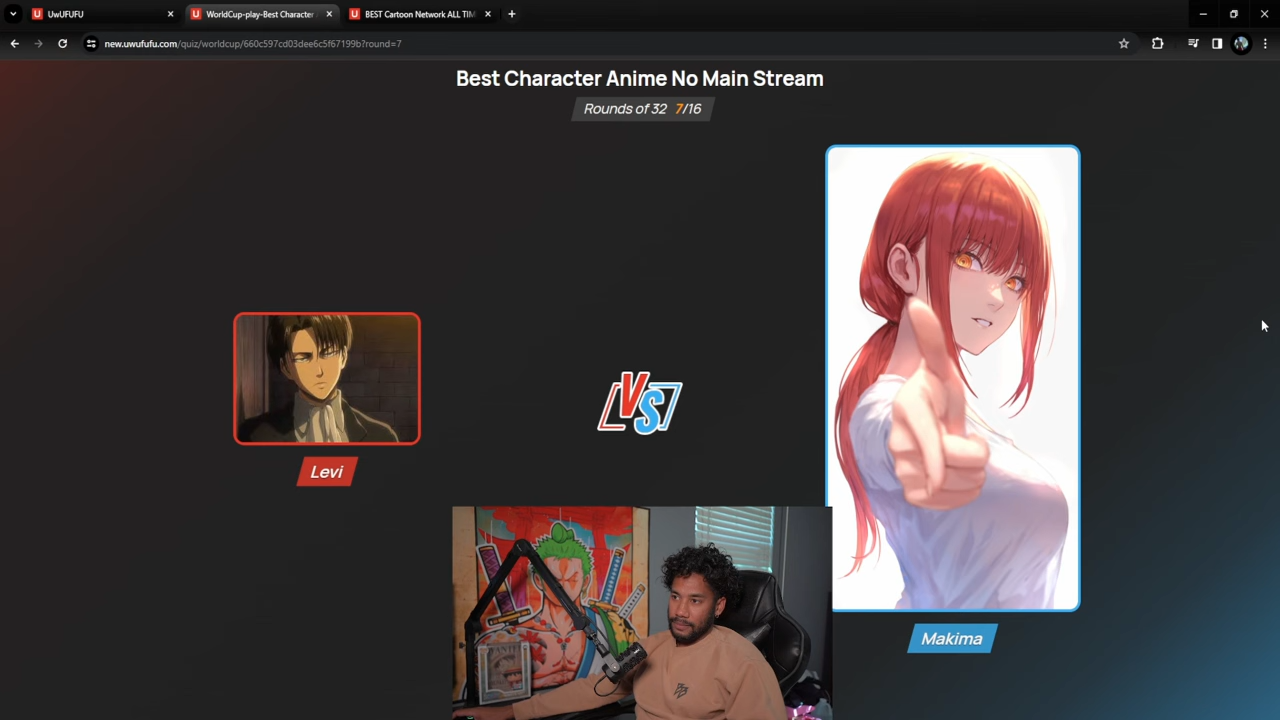 UwUFUFU
WorldCup-play-Best Character
BEST Cartoon Network ALL TIM
new.uwufufu.com/quiz/worldcup/660c597cd03dee6c5f67199b?round=7
Best Character Anime No Main Stream
Rounds of 32 7/16
VS
Levi
Makima
WANTED